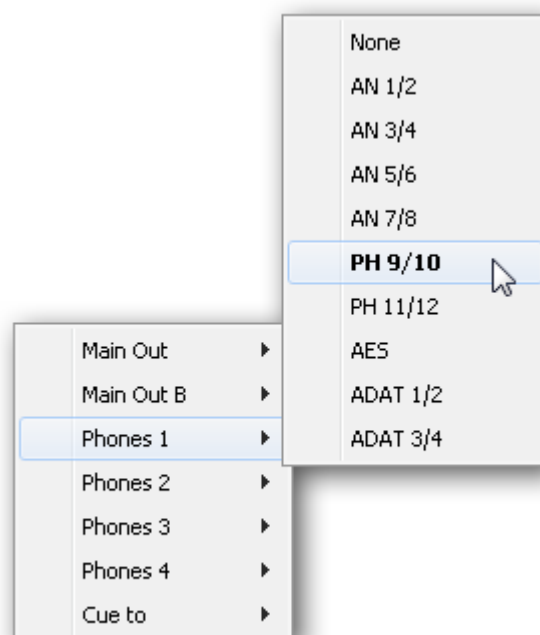 None
AN 1/2
AN 3/4
AN 5/6
AN 7/8
PH 9/10
PH 11/12
AES
ADAT 1/2
ADAT 3/4
Main Out
Main Out B
Phones 1
Phones 2
Phones 3
Phones 4
Cue to